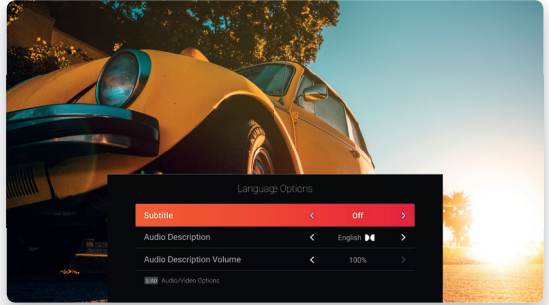 Language Options
Subtitle < Off >
Audio Description < English >
Audio Description Volume < 100% >
Audio/Video Options